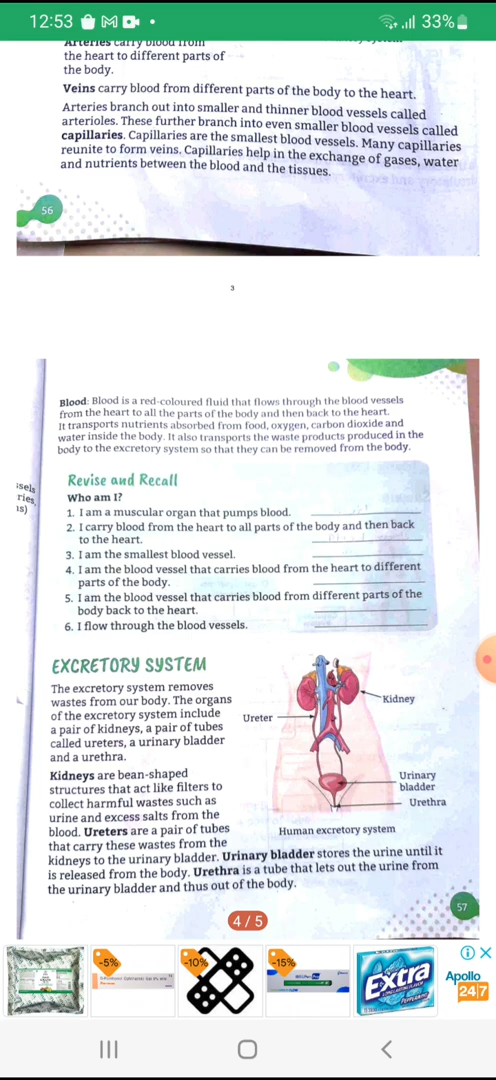 12:53
33%
Arteries carry blood from
the heart to different parts of
the body.
Veins carry blood from different parts of the body to the heart.
Arteries branch out into smaller and thinner blood vessels called
arterioles. These further branch into even smaller blood vessels called
capillaries. Capillaries are the smallest blood vessels. Many capillaries
reunite to form veins. Capillaries help in the exchange of gases, water
and nutrients between the blood and the tissues.
56
3
Blood: Blood is a red-coloured fluid that flows through the blood vessels
from the heart to all the parts of the body and then back to the heart.
It transports nutrients absorbed from food, oxygen, carbon dioxide and
water inside the body. It also transports the waste products produced in the
body to the excretory system so that they can be removed from the body.
Revise and Recall
Who am I?
1. I am a muscular organ that pumps blood.
2. I carry blood from the heart to all parts of the body and then back
to the heart.
3. I am the smallest blood vessel.
4. I am the blood vessel that carries blood from the heart to different
parts of the body.
5. I am the blood vessel that carries blood from different parts of the
body back to the heart.
6. I flow through the blood vessels.
EXCRETORY SYSTEM
The excretory system removes
wastes from our body. The organs
of the excretory system include
a pair of kidneys, a pair of tubes
called ureters, a urinary bladder
and a urethra.
Kidneys are bean-shaped
structures that act like filters to
collect harmful wastes such as
urine and excess salts from the
blood. Ureters are a pair of tubes
that carry these wastes from the
kidneys to the urinary bladder. Urinary bladder stores the urine until it
is released from the body. Urethra is a tube that lets out the urine from
the urinary bladder and thus out of the body.
Kidney
Ureter
Urinary
bladder
Urethra
Human excretory system
57
4 / 5
-5%
-10%
-15%
Extra
Apollo
24|7